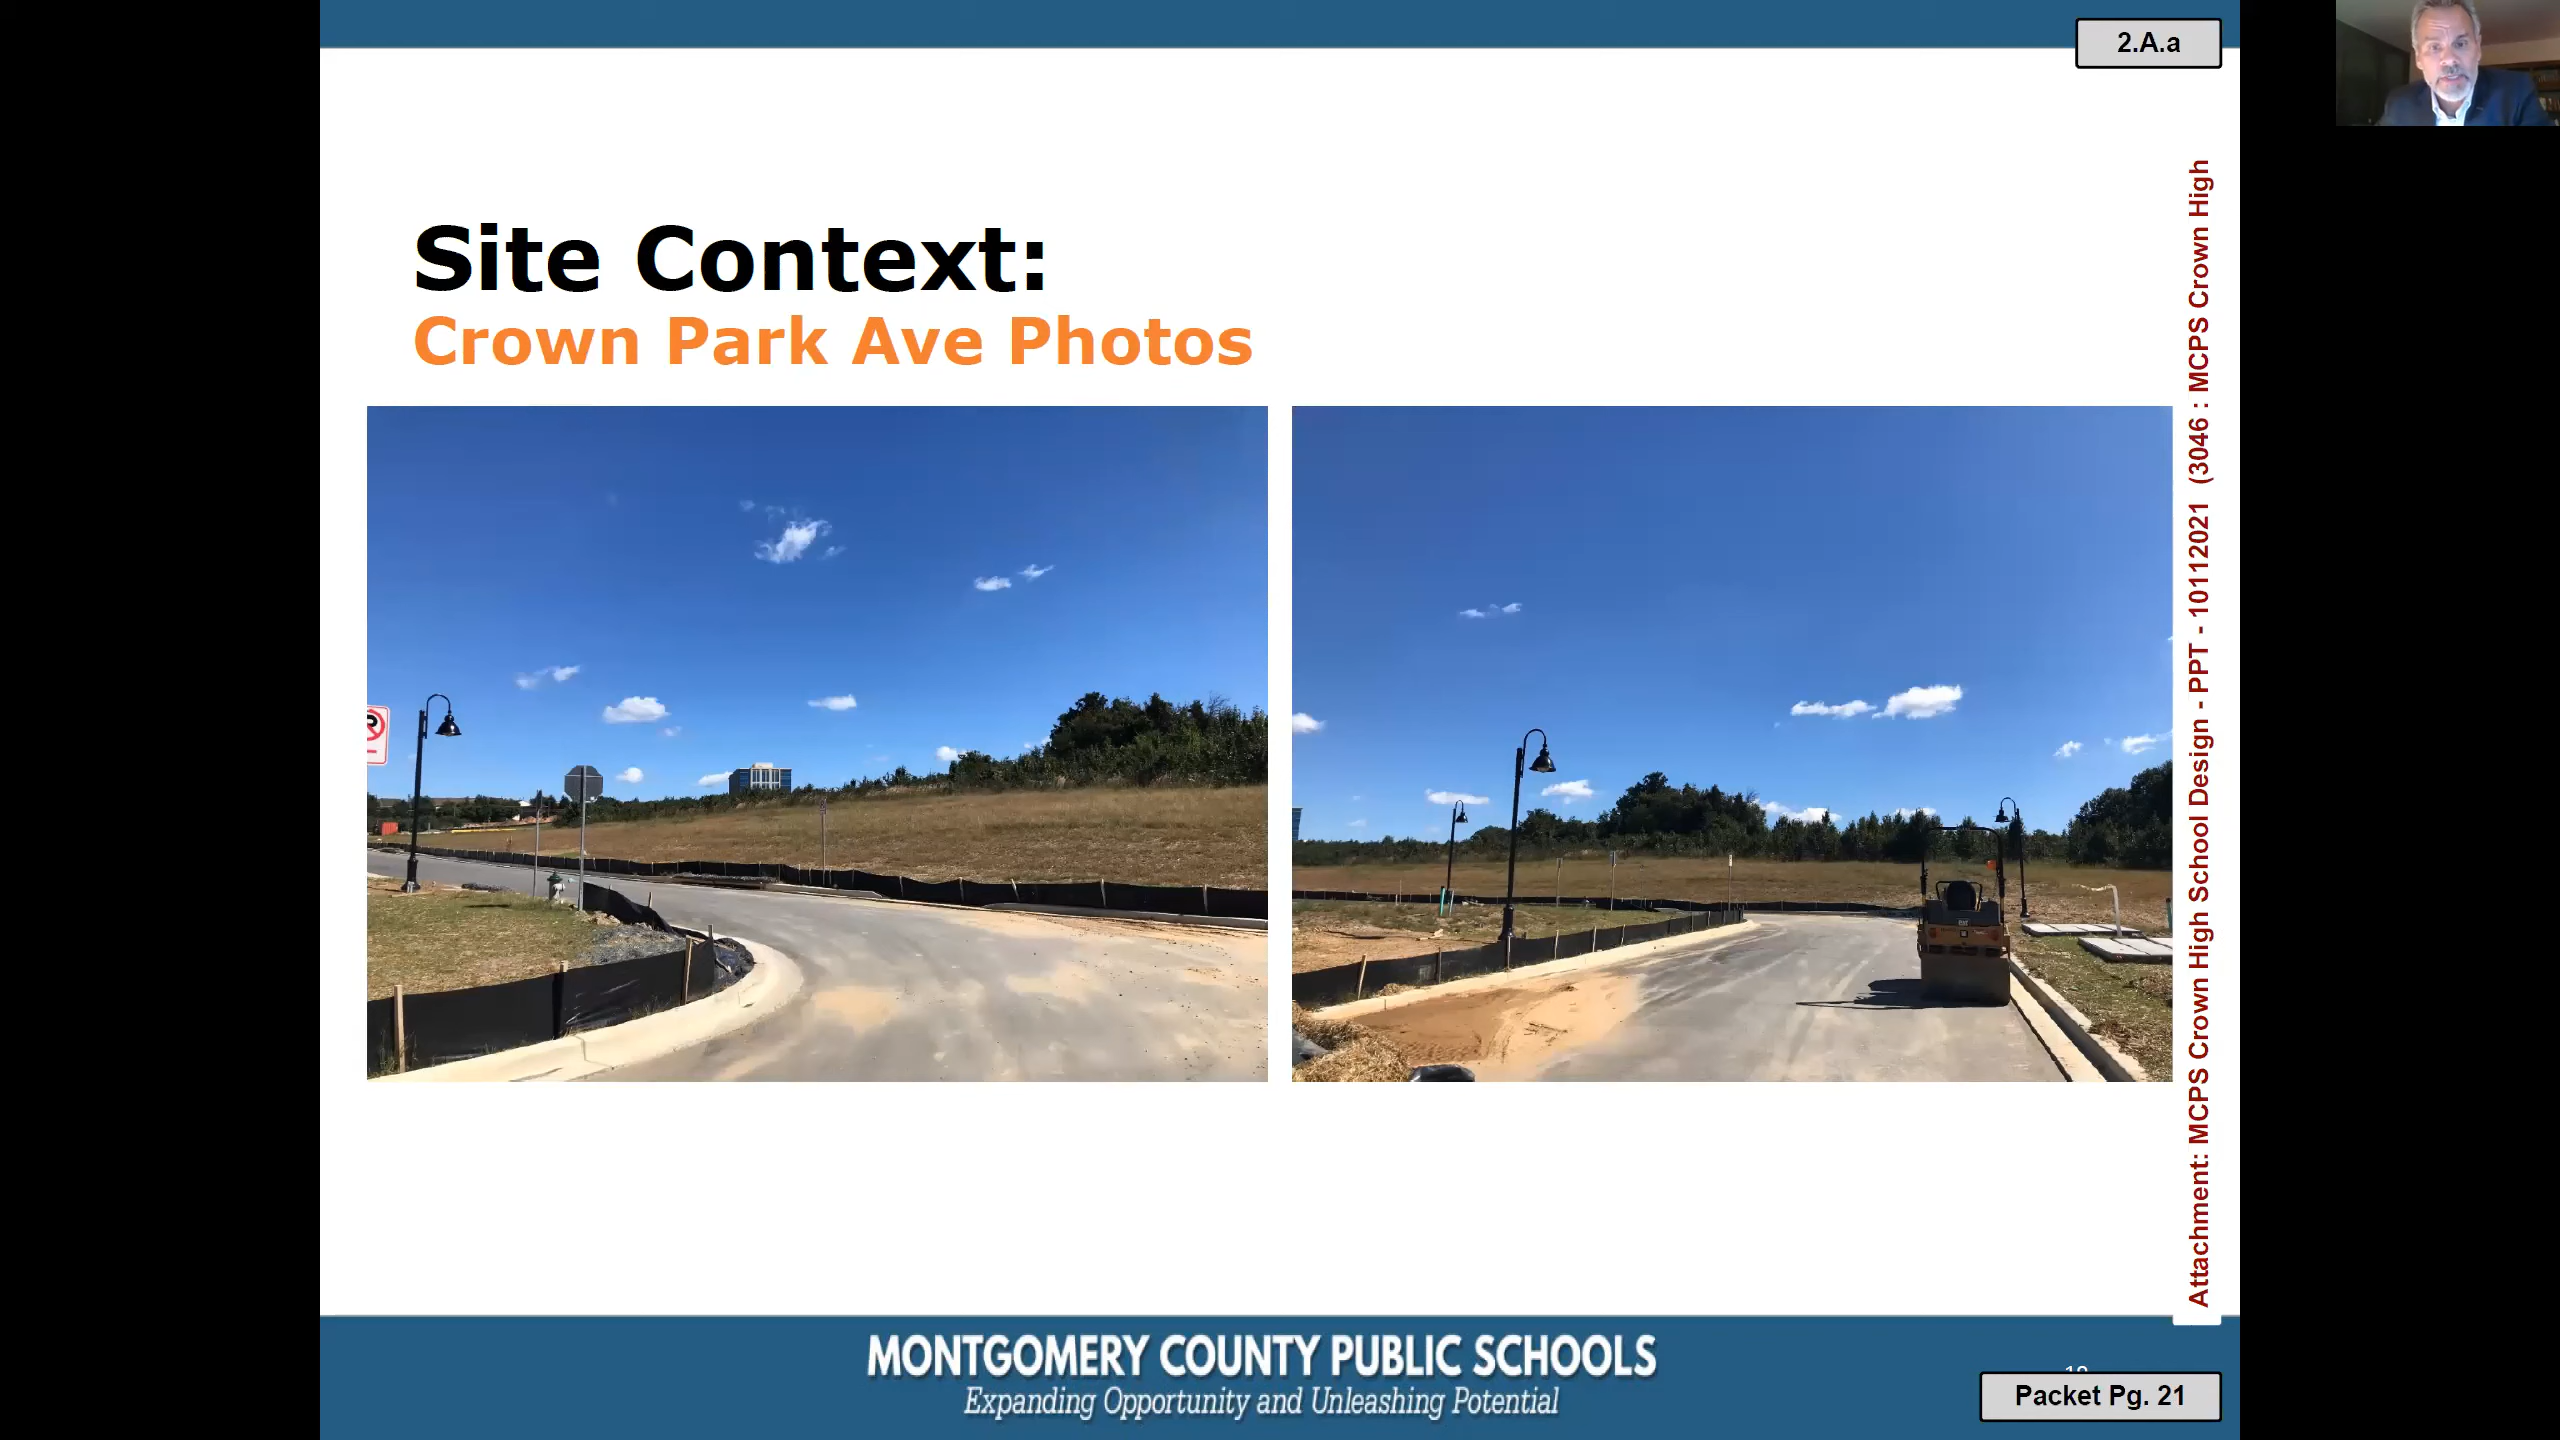 2.A.a
Site Context:
Crown Park Ave Photos
Attachment: MCPS Crown High School Design - PPT - 10112021 (3046 : MCPS Crown High
MONTGOMERY COUNTY PUBLIC SCHOOLS
Expanding Opportunity and Unleashing Potential
Packet Pg. 21